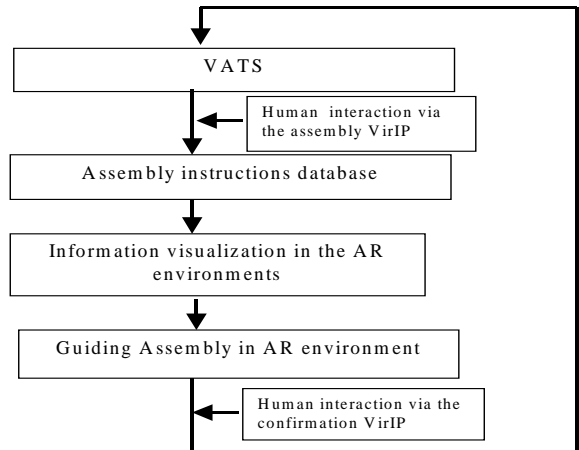 VATS
Human interaction via
the assembly VirIP
Assembly instructions database
Information visualization in the AR
environments
Guiding Assembly in AR environment
Human interaction via the
confirmation VirIP